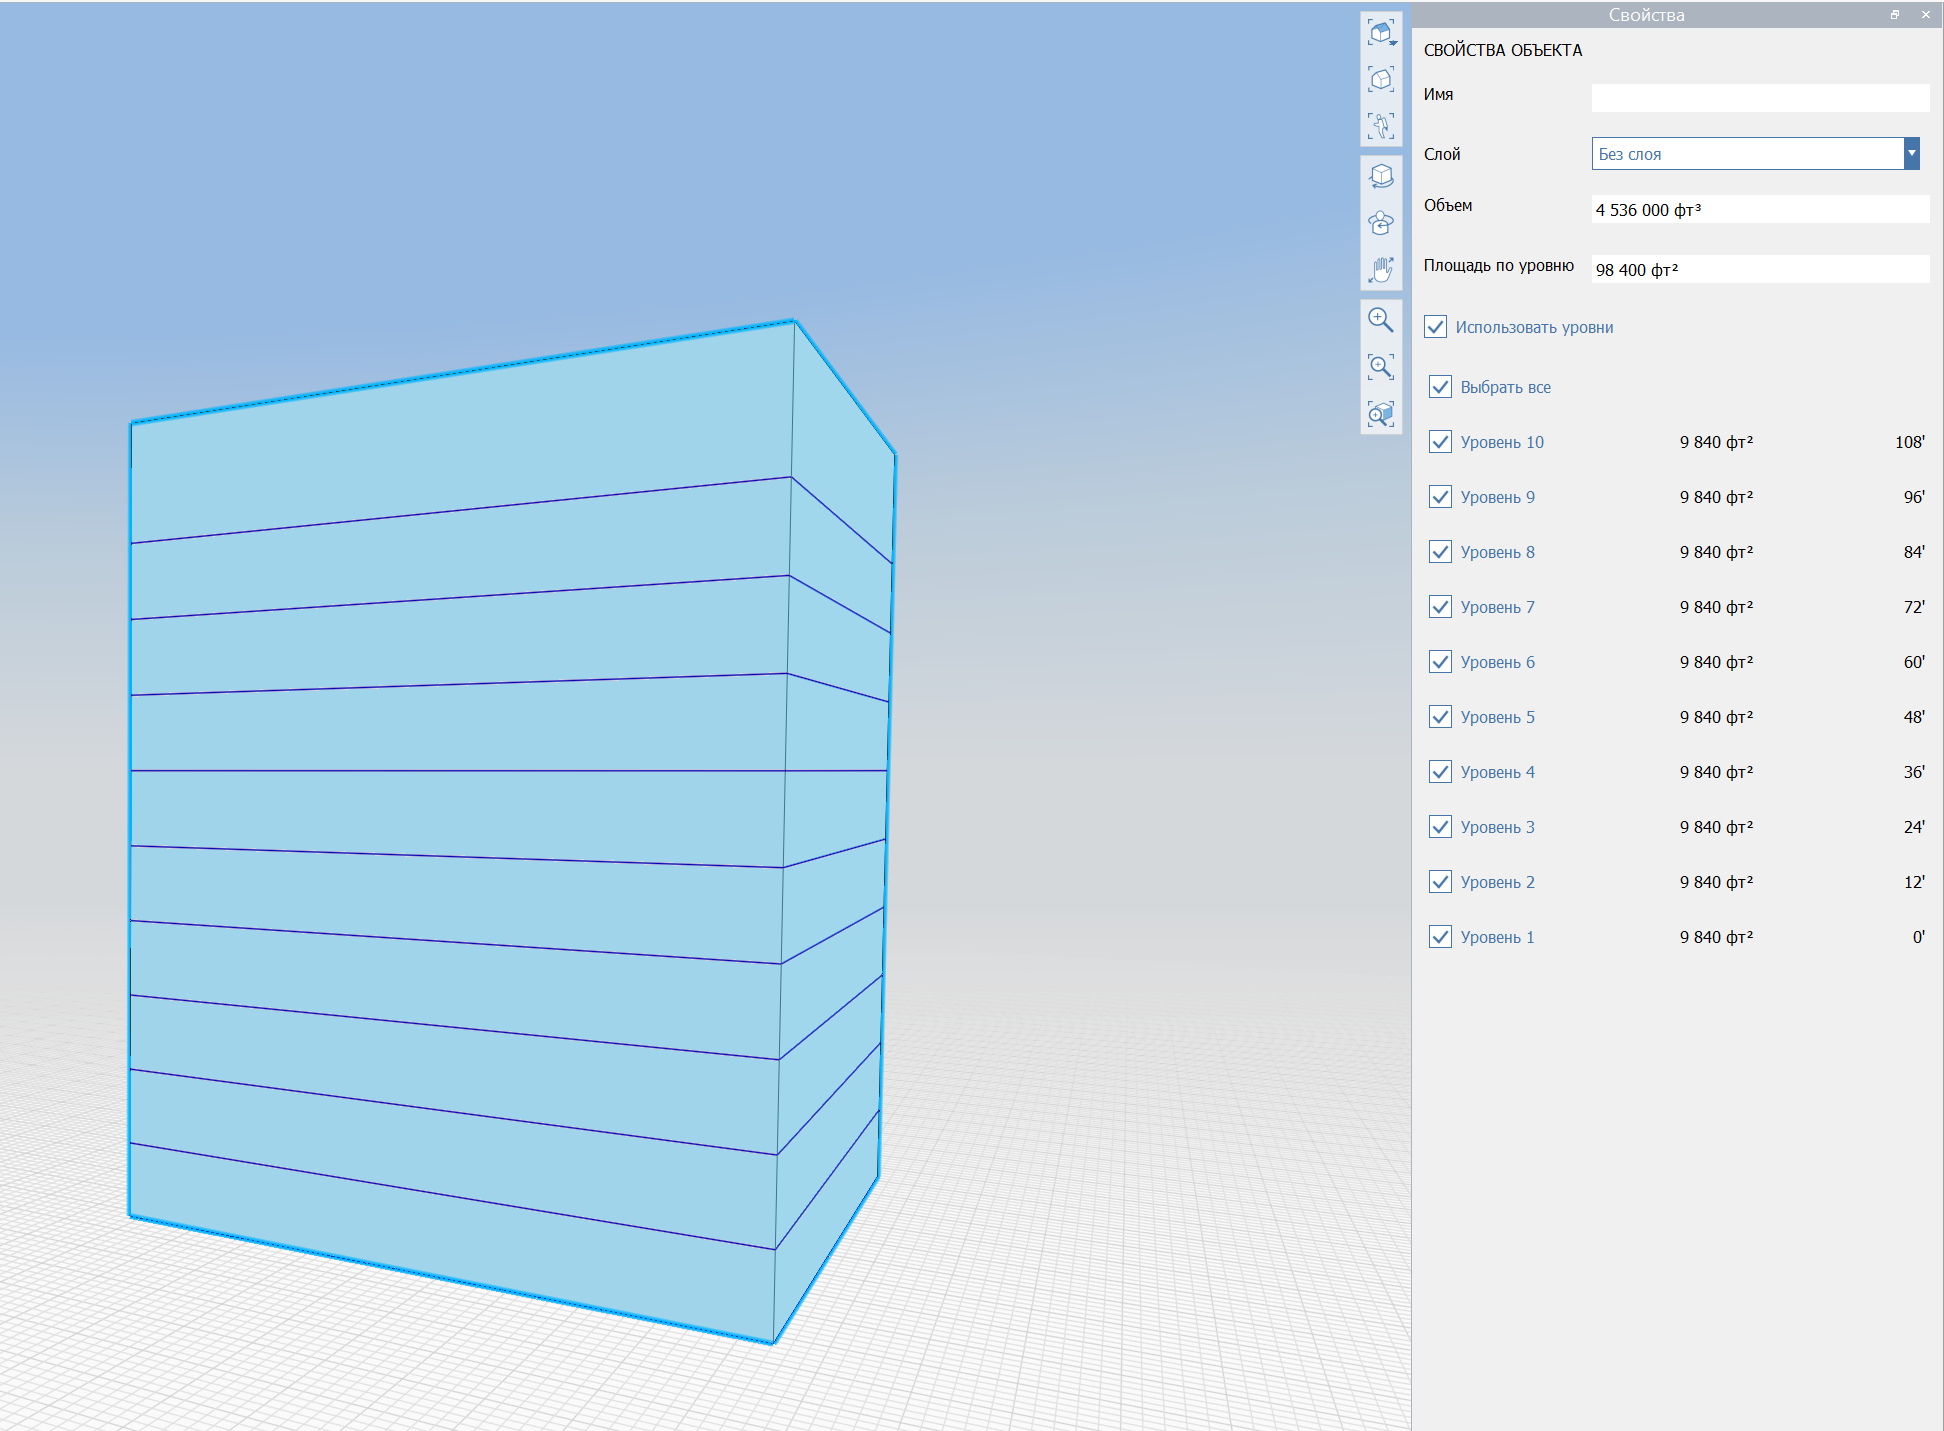 Свойства
СВОЙСТВА ОБЪЕКТА
Имя
Слой Без слоя
Объем 4 536 000 фт³
Площадь по уровню 98 400 фт²
Использовать уровни
Выбрать все
Уровень 10 9 840 фт² 108'
Уровень 9 9 840 фт² 96'
Уровень 8 9 840 фт² 84'
Уровень 7 9 840 фт² 72'
Уровень 6 9 840 фт² 60'
Уровень 5 9 840 фт² 48'
Уровень 4 9 840 фт² 36'
Уровень 3 9 840 фт² 24'
Уровень 2 9 840 фт² 12'
Уровень 1 9 840 фт² 0'